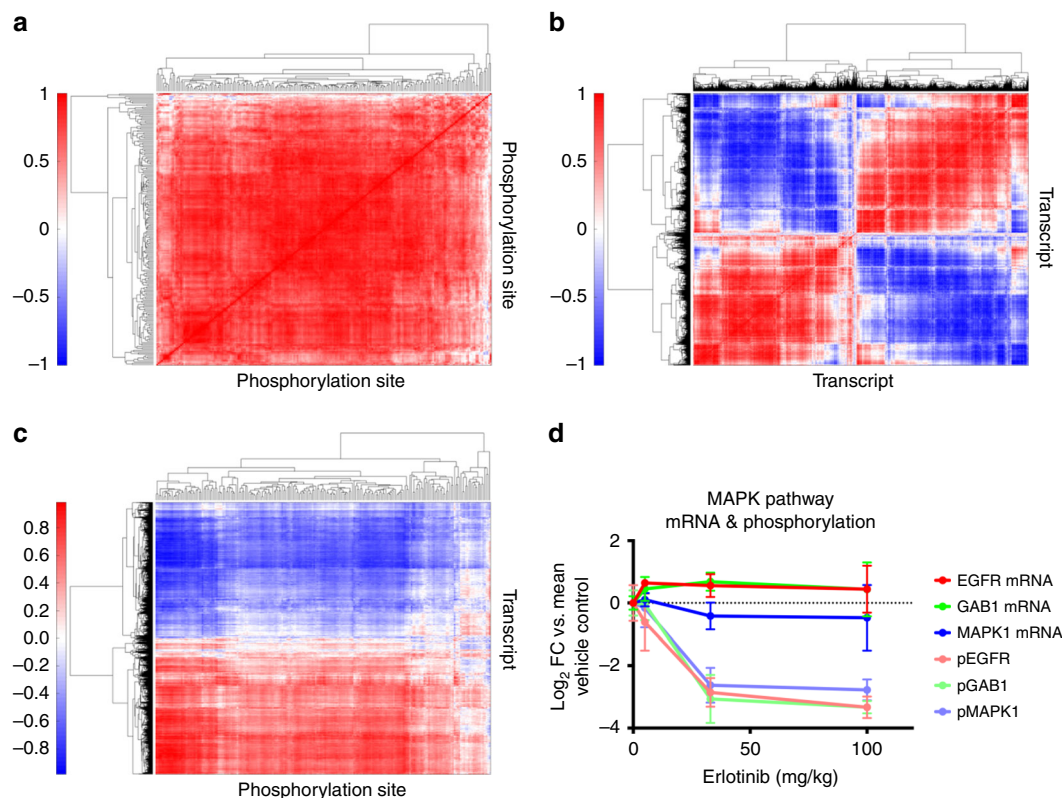 a
1
0.5
0
−0.5
−1
Phosphorylation site
Phosphorylation site
b
1
0.5
0
−0.5
−1
Transcript
Transcript
c
0.8
0.6
0.4
0.2
0.0
−0.2
−0.4
−0.6
−0.8
Transcript
Phosphorylation site
d
MAPK pathway
mRNA & phosphorylation
Log2 FC vs. mean
vehicle control
2
0
−2
−4
0
50
100
Erlotinib (mg/kg)
EGFR mRNA
GAB1 mRNA
MAPK1 mRNA
pEGFR
pGAB1
pMAPK1